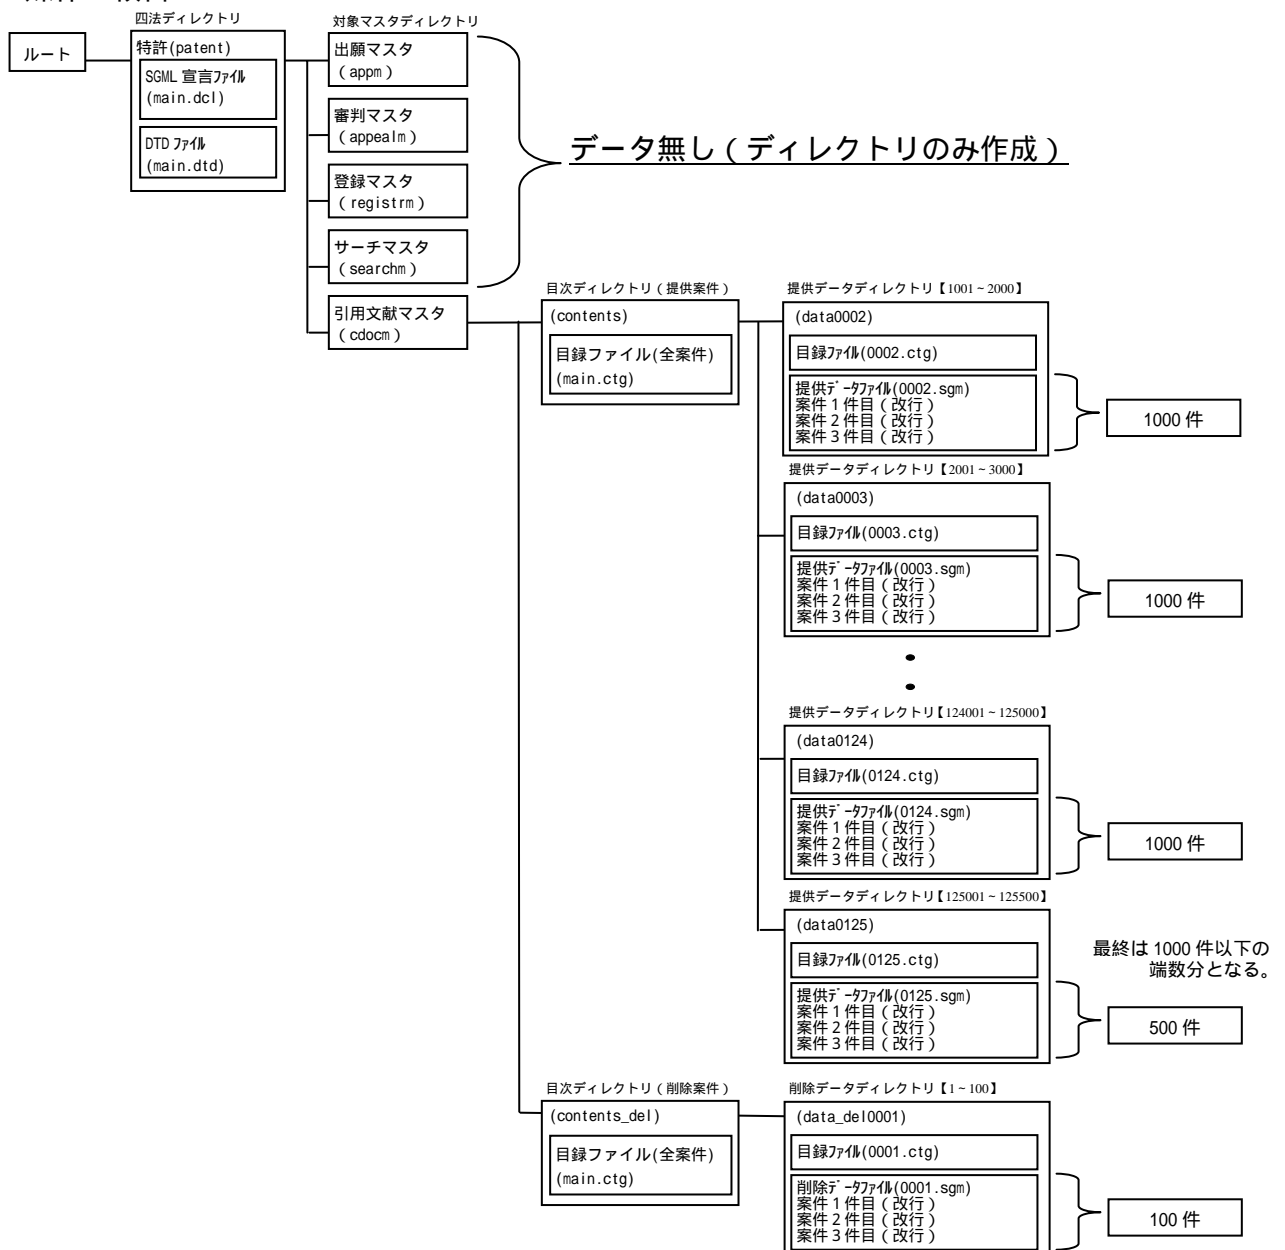 四法ディレクトリ
対象マスタディレクトリ
ルート
特許(patent)
SGML 宣言ファイル
(main.dcl)
DTD ファイル
(main.dtd)
出願マスタ
(appm)
審判マスタ
(appealm)
登録マスタ
(registrm)
サーチマスタ
(searchm)
引用文献マスタ
(cdocm)
データ無し(ディレクトリのみ作成)
目次ディレクトリ(提供案件)
(contents)
目録ファイル(全案件)
(main.ctg)
提供データディレクトリ【1001~2000】
(data0002)
目録ファイル(0002.ctg)
提供データファイル(0002.sgm)
案件1件目(改行)
案件2件目(改行)
案件3件目(改行)
1000 件
提供データディレクトリ【2001~3000】
(data0003)
目録ファイル(0003.ctg)
提供データファイル(0003.sgm)
案件1件目(改行)
案件2件目(改行)
案件3件目(改行)
1000 件
・
・
提供データディレクトリ【124001~125000】
(data0124)
目録ファイル(0124.ctg)
提供データファイル(0124.sgm)
案件1件目(改行)
案件2件目(改行)
案件3件目(改行)
1000 件
提供データディレクトリ【125001~125500】
(data0125)
目録ファイル(0125.ctg)
提供データファイル(0125.sgm)
案件1件目(改行)
案件2件目(改行)
案件3件目(改行)
最終は 1000 件以下の
端数分となる。
500 件
目次ディレクトリ(削除案件)
(contents_del)
目録ファイル(全案件)
(main.ctg)
削除データディレクトリ【1~100】
(data_del0001)
目録ファイル(0001.ctg)
削除データファイル(0001.sgm)
案件1件目(改行)
案件2件目(改行)
案件3件目(改行)
100 件